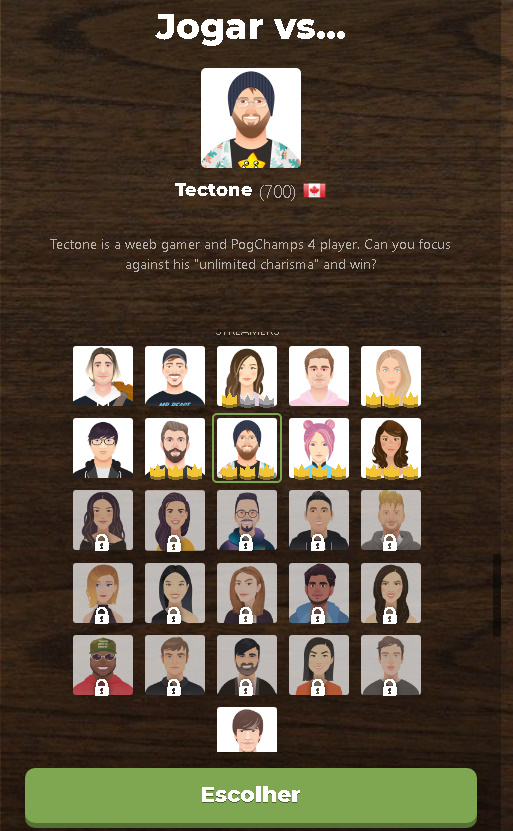 Jogar vs...
Tectone (700)
Tectone is a weeb gamer and PogChamps 4 player. Can you focus
against his "unlimited charisma" and win?
STREAMERS
MR BEAST
Escolher